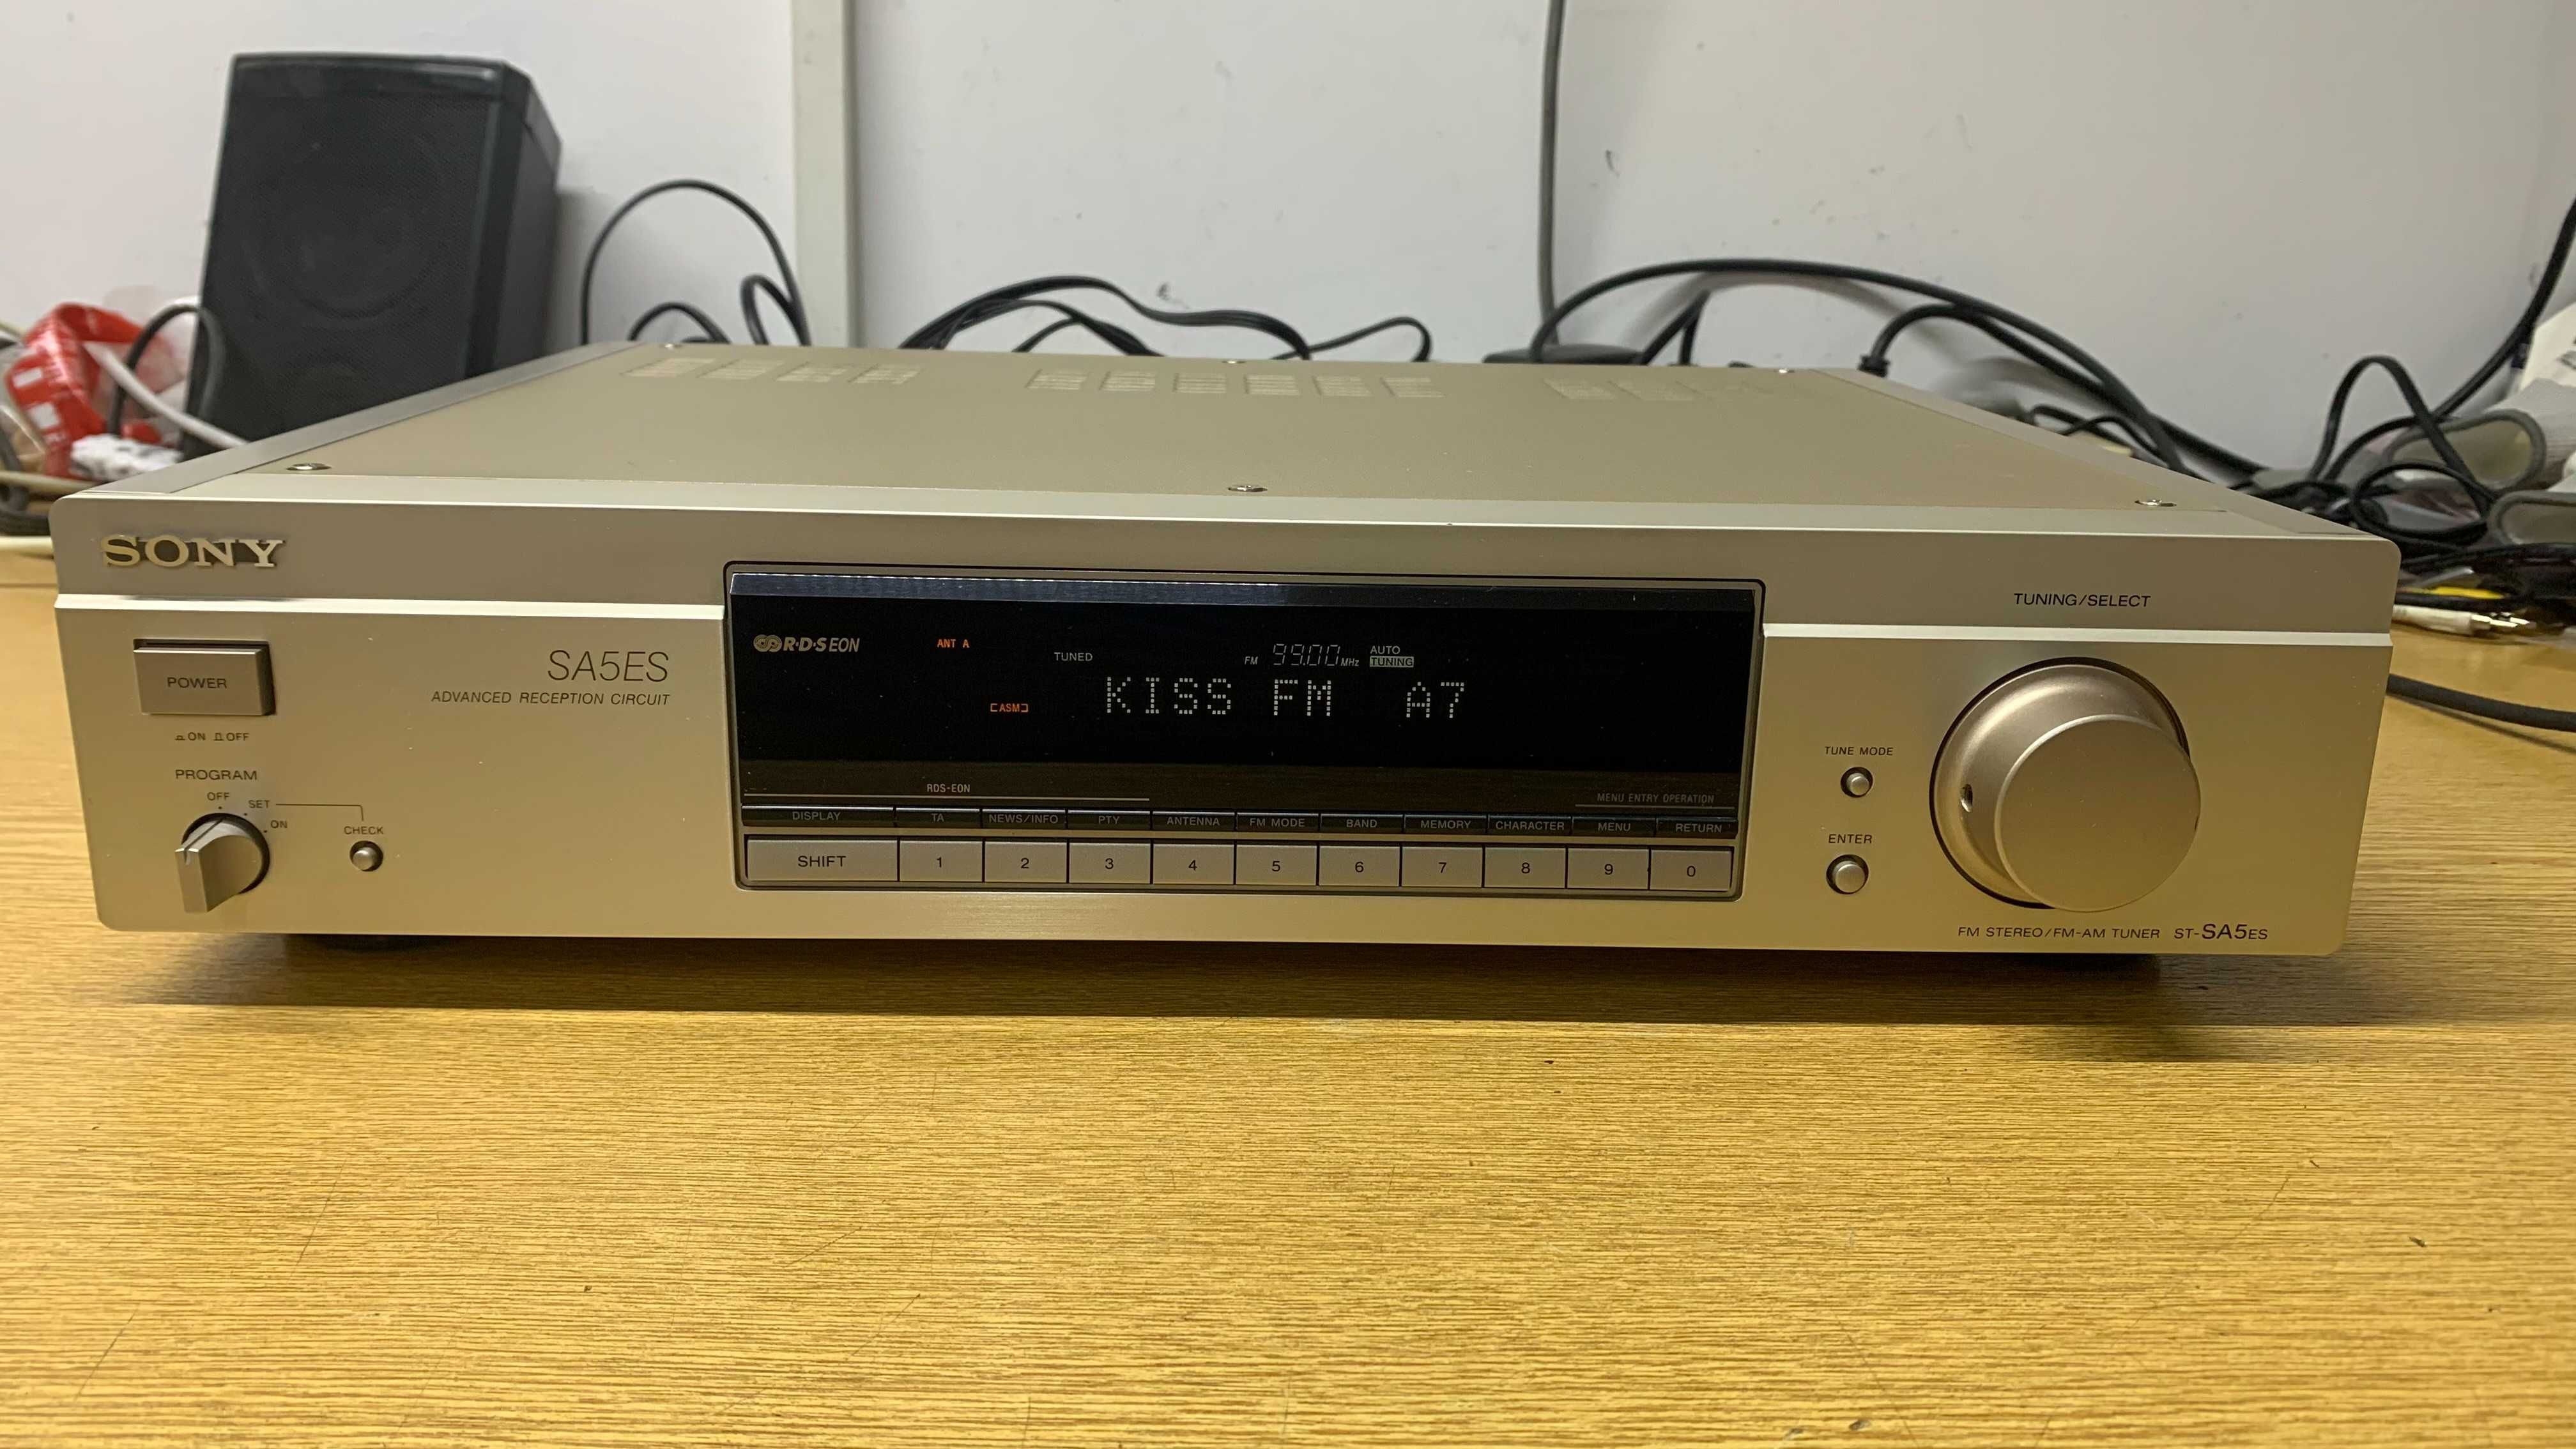 SONY
TUNING/SELECT
POWER
ON OFF
SA5ES
ADVANCED RECEPTION CIRCUIT
R·D·S EON
ANT A
TUNED
FM 99.00 MHz
AUTO
TUNING
ASM
KISS FM A7
PROGRAM
OFF
SET
ON
CHECK
RDS-EON
MENU ENTRY OPERATION
DISPLAY TA NEWS/INFO PTY ANTENNA FM MODE BAND MEMORY CHARACTER MENU RETURN
SHIFT 1 2 3 4 5 6 7 8 9 0
TUNE MODE
ENTER
FM STEREO/FM-AM TUNER ST-SA5ES